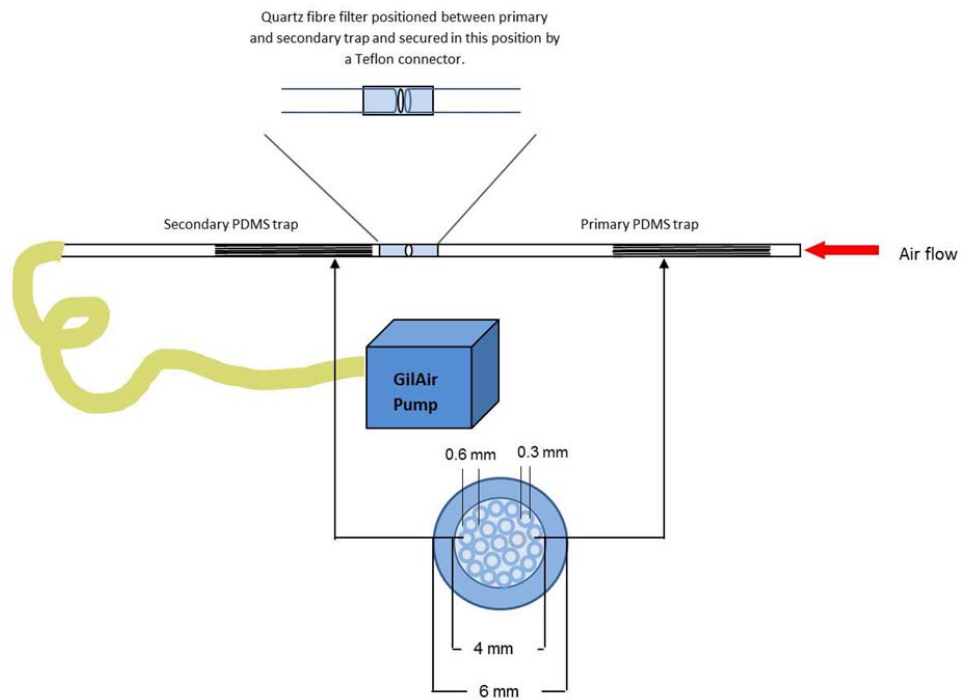 Quartz fibre filter positioned between primary
and secondary trap and secured in this position by
a Teflon connector.
Secondary PDMS trap
Primary PDMS trap
Air flow
GilAir
Pump
0.6 mm
0.3 mm
4 mm
6 mm